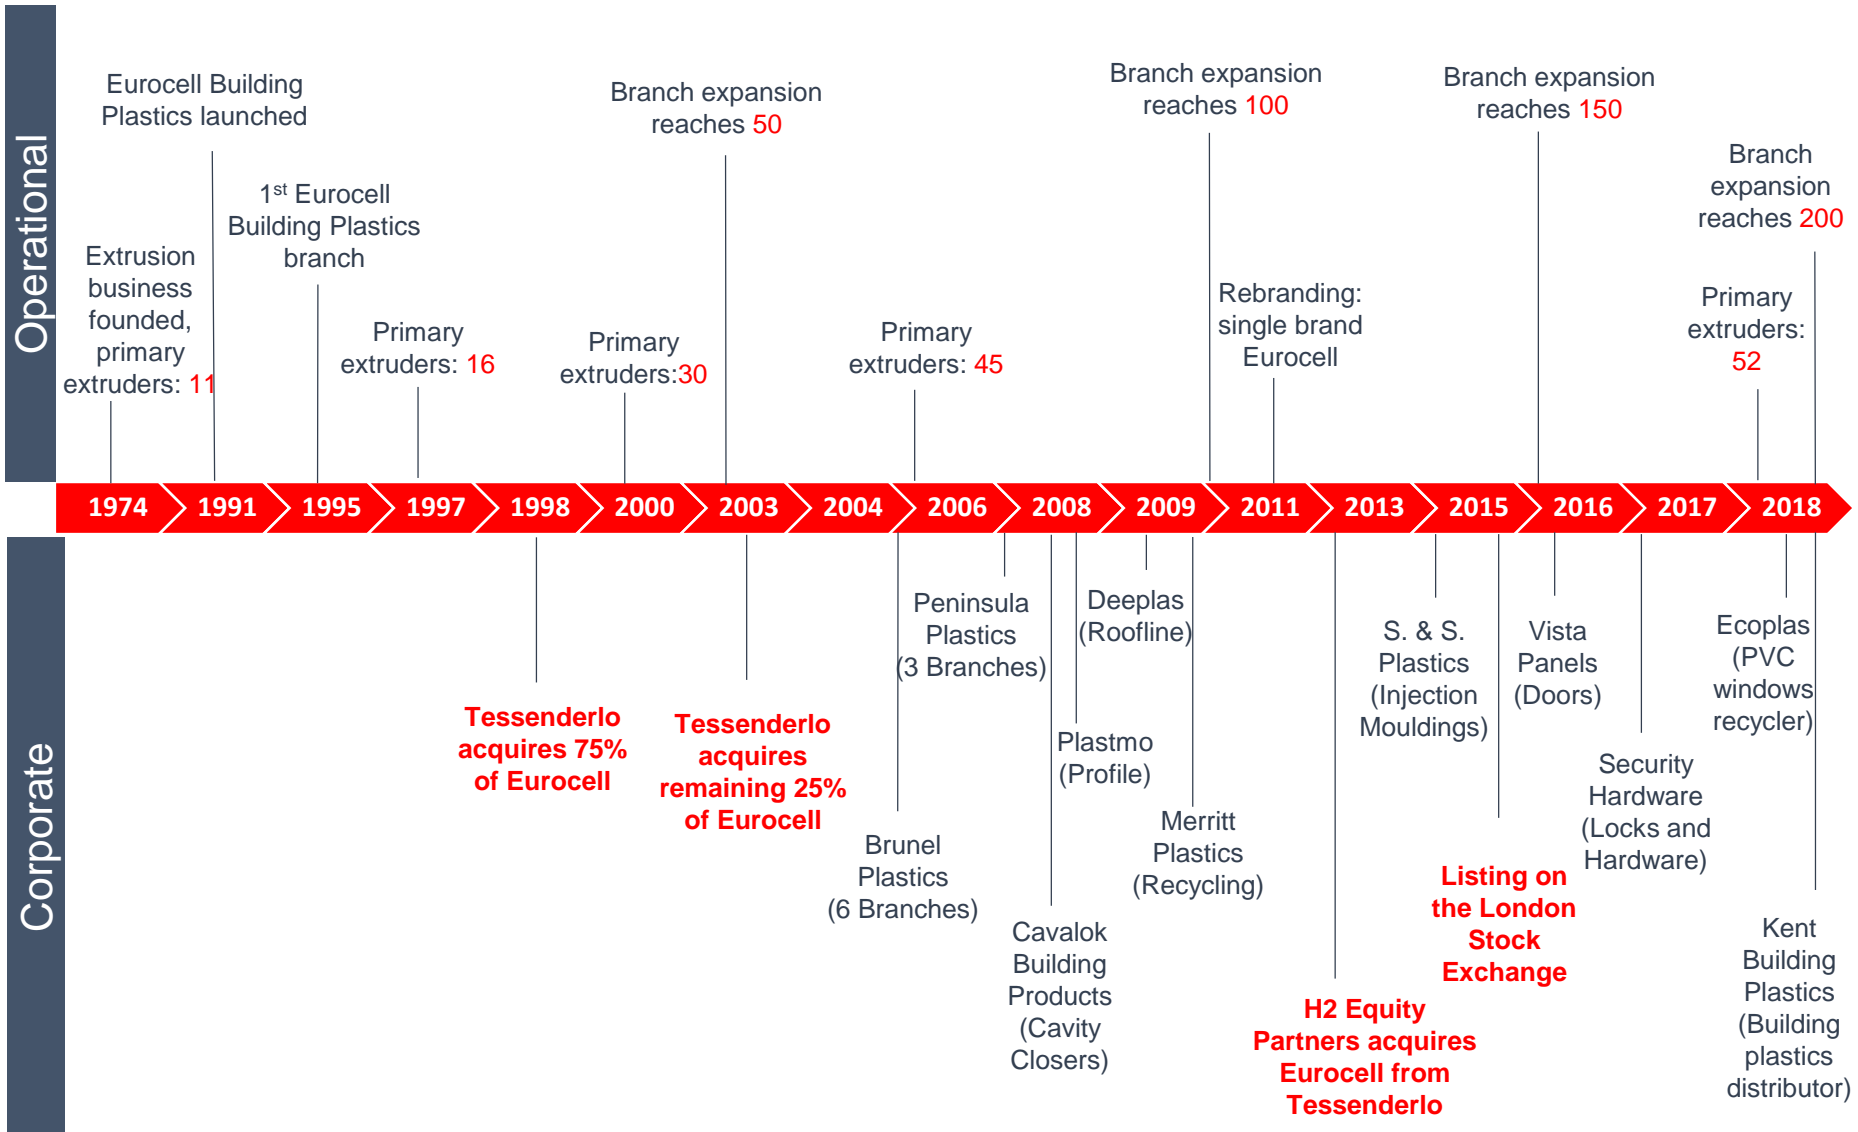 Operational
Eurocell Building
Plastics launched
Branch expansion
reaches 50
Branch expansion
reaches 100
Branch expansion
reaches 150
Branch
expansion
reaches 200
1st Eurocell
Building Plastics
branch
Extrusion
business
founded,
primary
extruders: 11
Primary
extruders: 16
Primary
extruders:30
Primary
extruders: 45
Rebranding:
single brand
Eurocell
Primary
extruders:
52
1974 1991 1995 1997 1998 2000 2003 2004 2006 2008 2009 2011 2013 2015 2016 2017 2018
Corporate
Tessenderlo
acquires 75%
of Eurocell
Tessenderlo
acquires
remaining 25%
of Eurocell
Brunel
Plastics
(6 Branches)
Peninsula
Plastics
(3 Branches)
Cavalok
Building
Products
(Cavity
Closers)
Plastmo
(Profile)
Deeplas
(Roofline)
Merritt
Plastics
(Recycling)
H2 Equity
Partners acquires
Eurocell from
Tessenderlo
S. & S.
Plastics
(Injection
Mouldings)
Listing on
the London
Stock
Exchange
Vista
Panels
(Doors)
Security
Hardware
(Locks and
Hardware)
Ecoplas
(PVC
windows
recycler)
Kent
Building
Plastics
(Building
plastics
distributor)